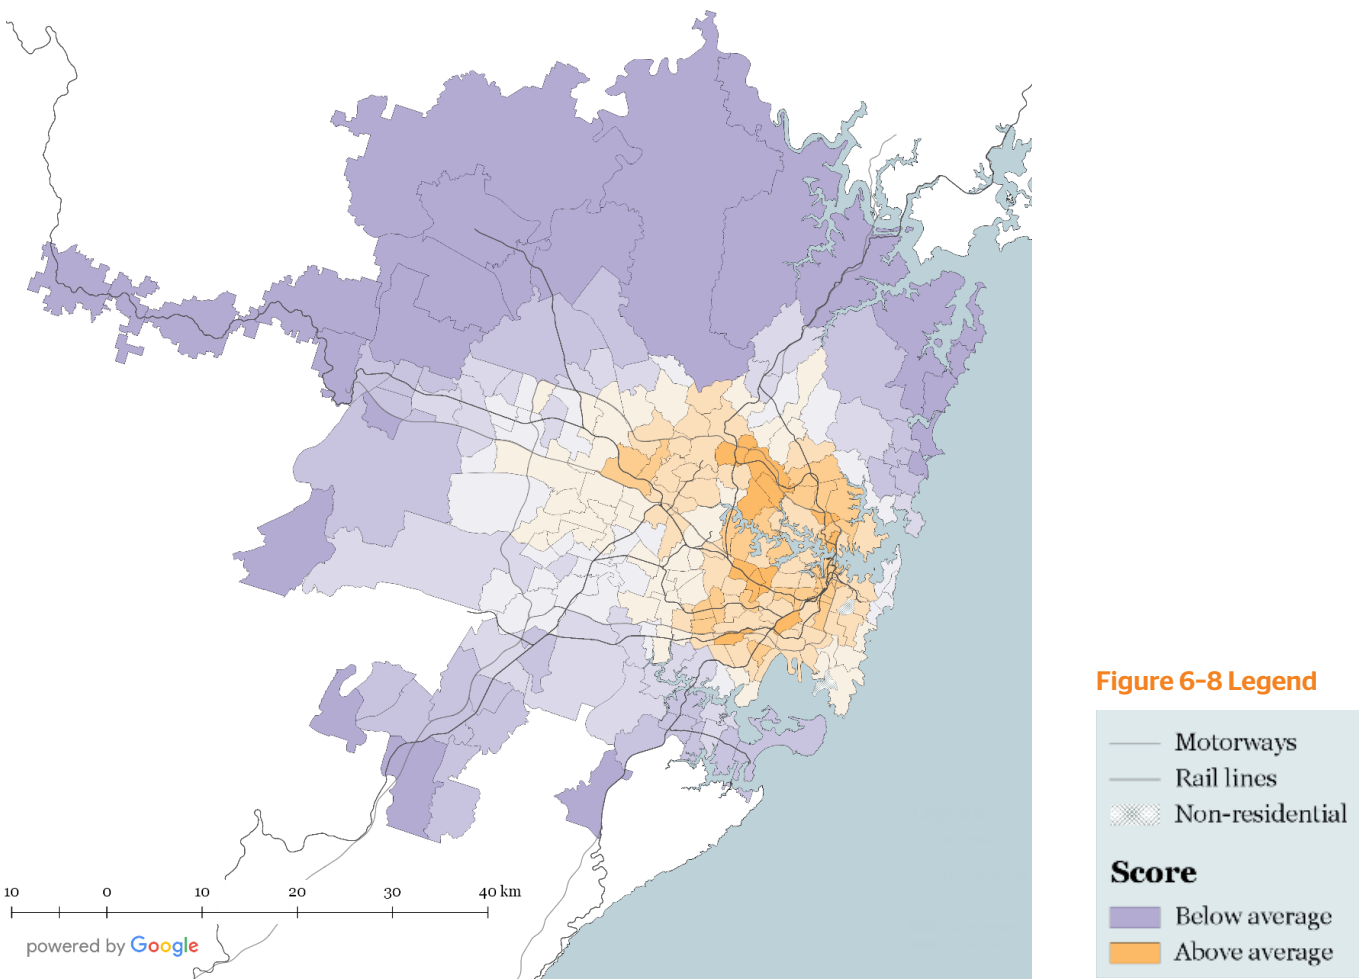 Figure 6-8 Legend
Motorways
Rail lines
Non-residential
Score
Below average
Above average
10 0 10 20 30 40 km
powered by Google